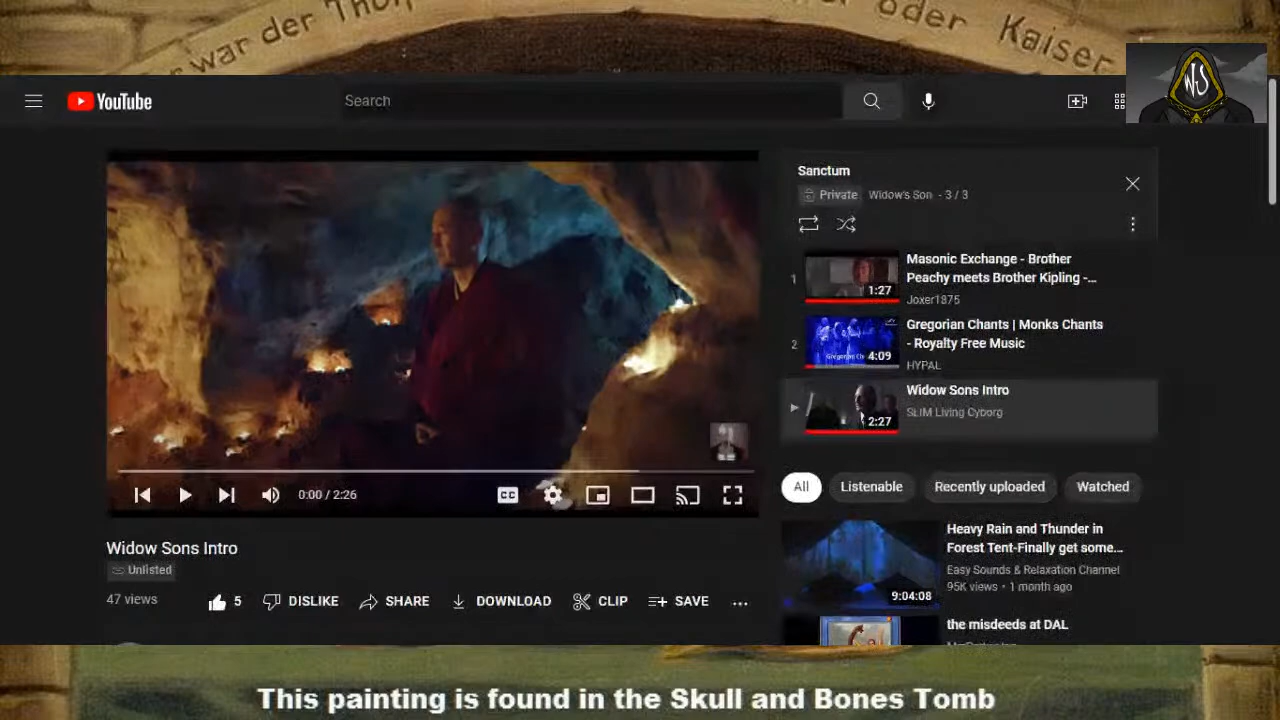 war der Thor
oder Kaiser
WS
YouTube
Search
Sanctum
Private Widow's Son - 3 / 3
1
Masonic Exchange - Brother
Peachy meets Brother Kipling -...
1:27
Joxer1875
2
Gregorian Chants | Monks Chants
- Royalty Free Music
4:09
HYPAL
Widow Sons Intro
SLIM Living Cyborg
2:27
CC
0:00 / 2:26
All
Listenable
Recently uploaded
Watched
Widow Sons Intro
Unlisted
47 views
5
DISLIKE
SHARE
DOWNLOAD
CLIP
SAVE
Heavy Rain and Thunder in
Forest Tent-Finally get some...
Easy Sounds & Relaxation Channel
95K views • 1 month ago
9:04:08
the misdeeds at DAL
This painting is found in the Skull and Bones Tomb